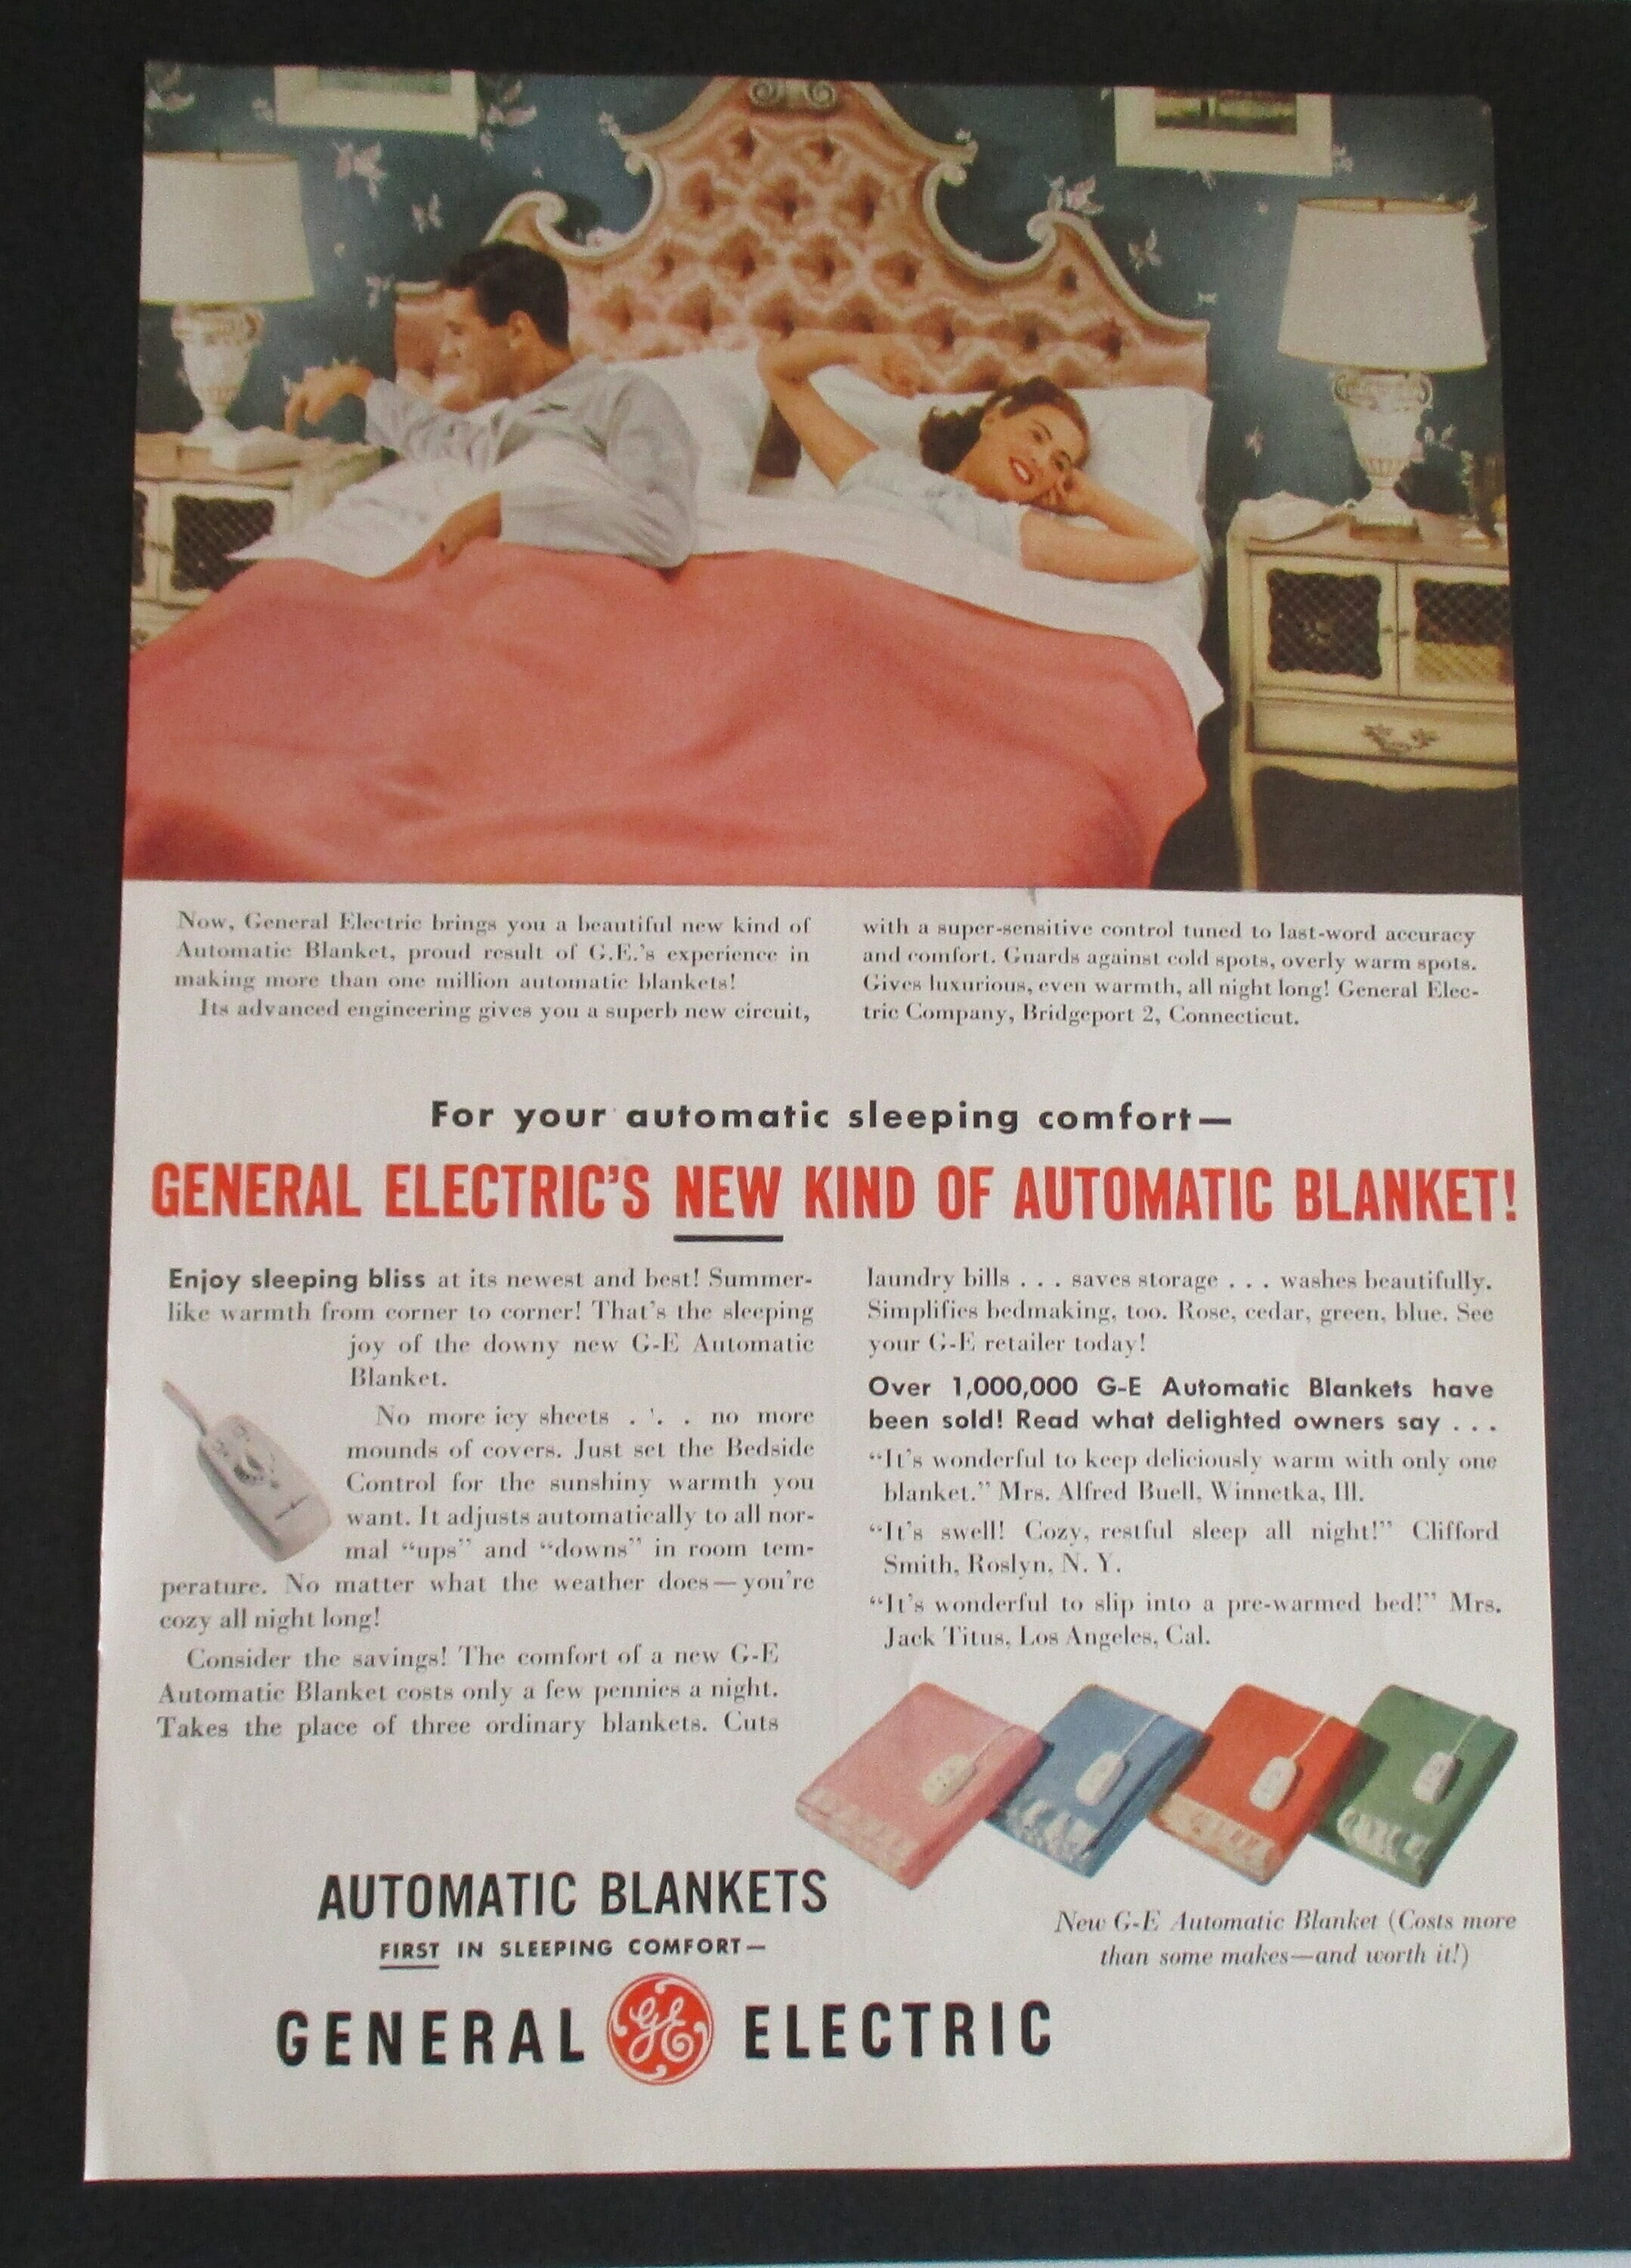 Now, General Electric brings you a beautiful new kind of
Automatic Blanket, proud result of G.E.'s experience in
making more than one million automatic blankets!
Its advanced engineering gives you a superb new circuit,
with a super-sensitive control tuned to last-word accuracy
and comfort. Guards against cold spots, overly warm spots.
Gives luxurious, even warmth, all night long! General Elec-
tric Company, Bridgeport 2, Connecticut.
For your automatic sleeping comfort—
GENERAL ELECTRIC'S NEW KIND OF AUTOMATIC BLANKET!
Enjoy sleeping bliss at its newest and best! Summer-
like warmth from corner to corner! That's the sleeping
joy of the downy new G-E Automatic
Blanket.
No more icy sheets . . . no more
mounds of covers. Just set the Bedside
Control for the sunshiny warmth you
want. It adjusts automatically to all nor-
mal “ups” and “downs” in room tem-
perature. No matter what the weather does—you're
cozy all night long!
Consider the savings! The comfort of a new G-E
Automatic Blanket costs only a few pennies a night.
Takes the place of three ordinary blankets. Cuts
laundry bills . . . saves storage . . . washes beautifully.
Simplifies bedmaking, too. Rose, cedar, green, blue. See
your G-E retailer today!
Over 1,000,000 G-E Automatic Blankets have
been sold! Read what delighted owners say . . .
“It's wonderful to keep deliciously warm with only one
blanket.” Mrs. Alfred Buell, Winnetka, Ill.
“It's swell! Cozy, restful sleep all night!” Clifford
Smith, Roslyn, N. Y.
“It's wonderful to slip into a pre-warmed bed!” Mrs.
Jack Titus, Los Angeles, Cal.
New G-E Automatic Blanket (Costs more
than some makes—and worth it!)
AUTOMATIC BLANKETS
FIRST IN SLEEPING COMFORT—
GENERAL GE ELECTRIC